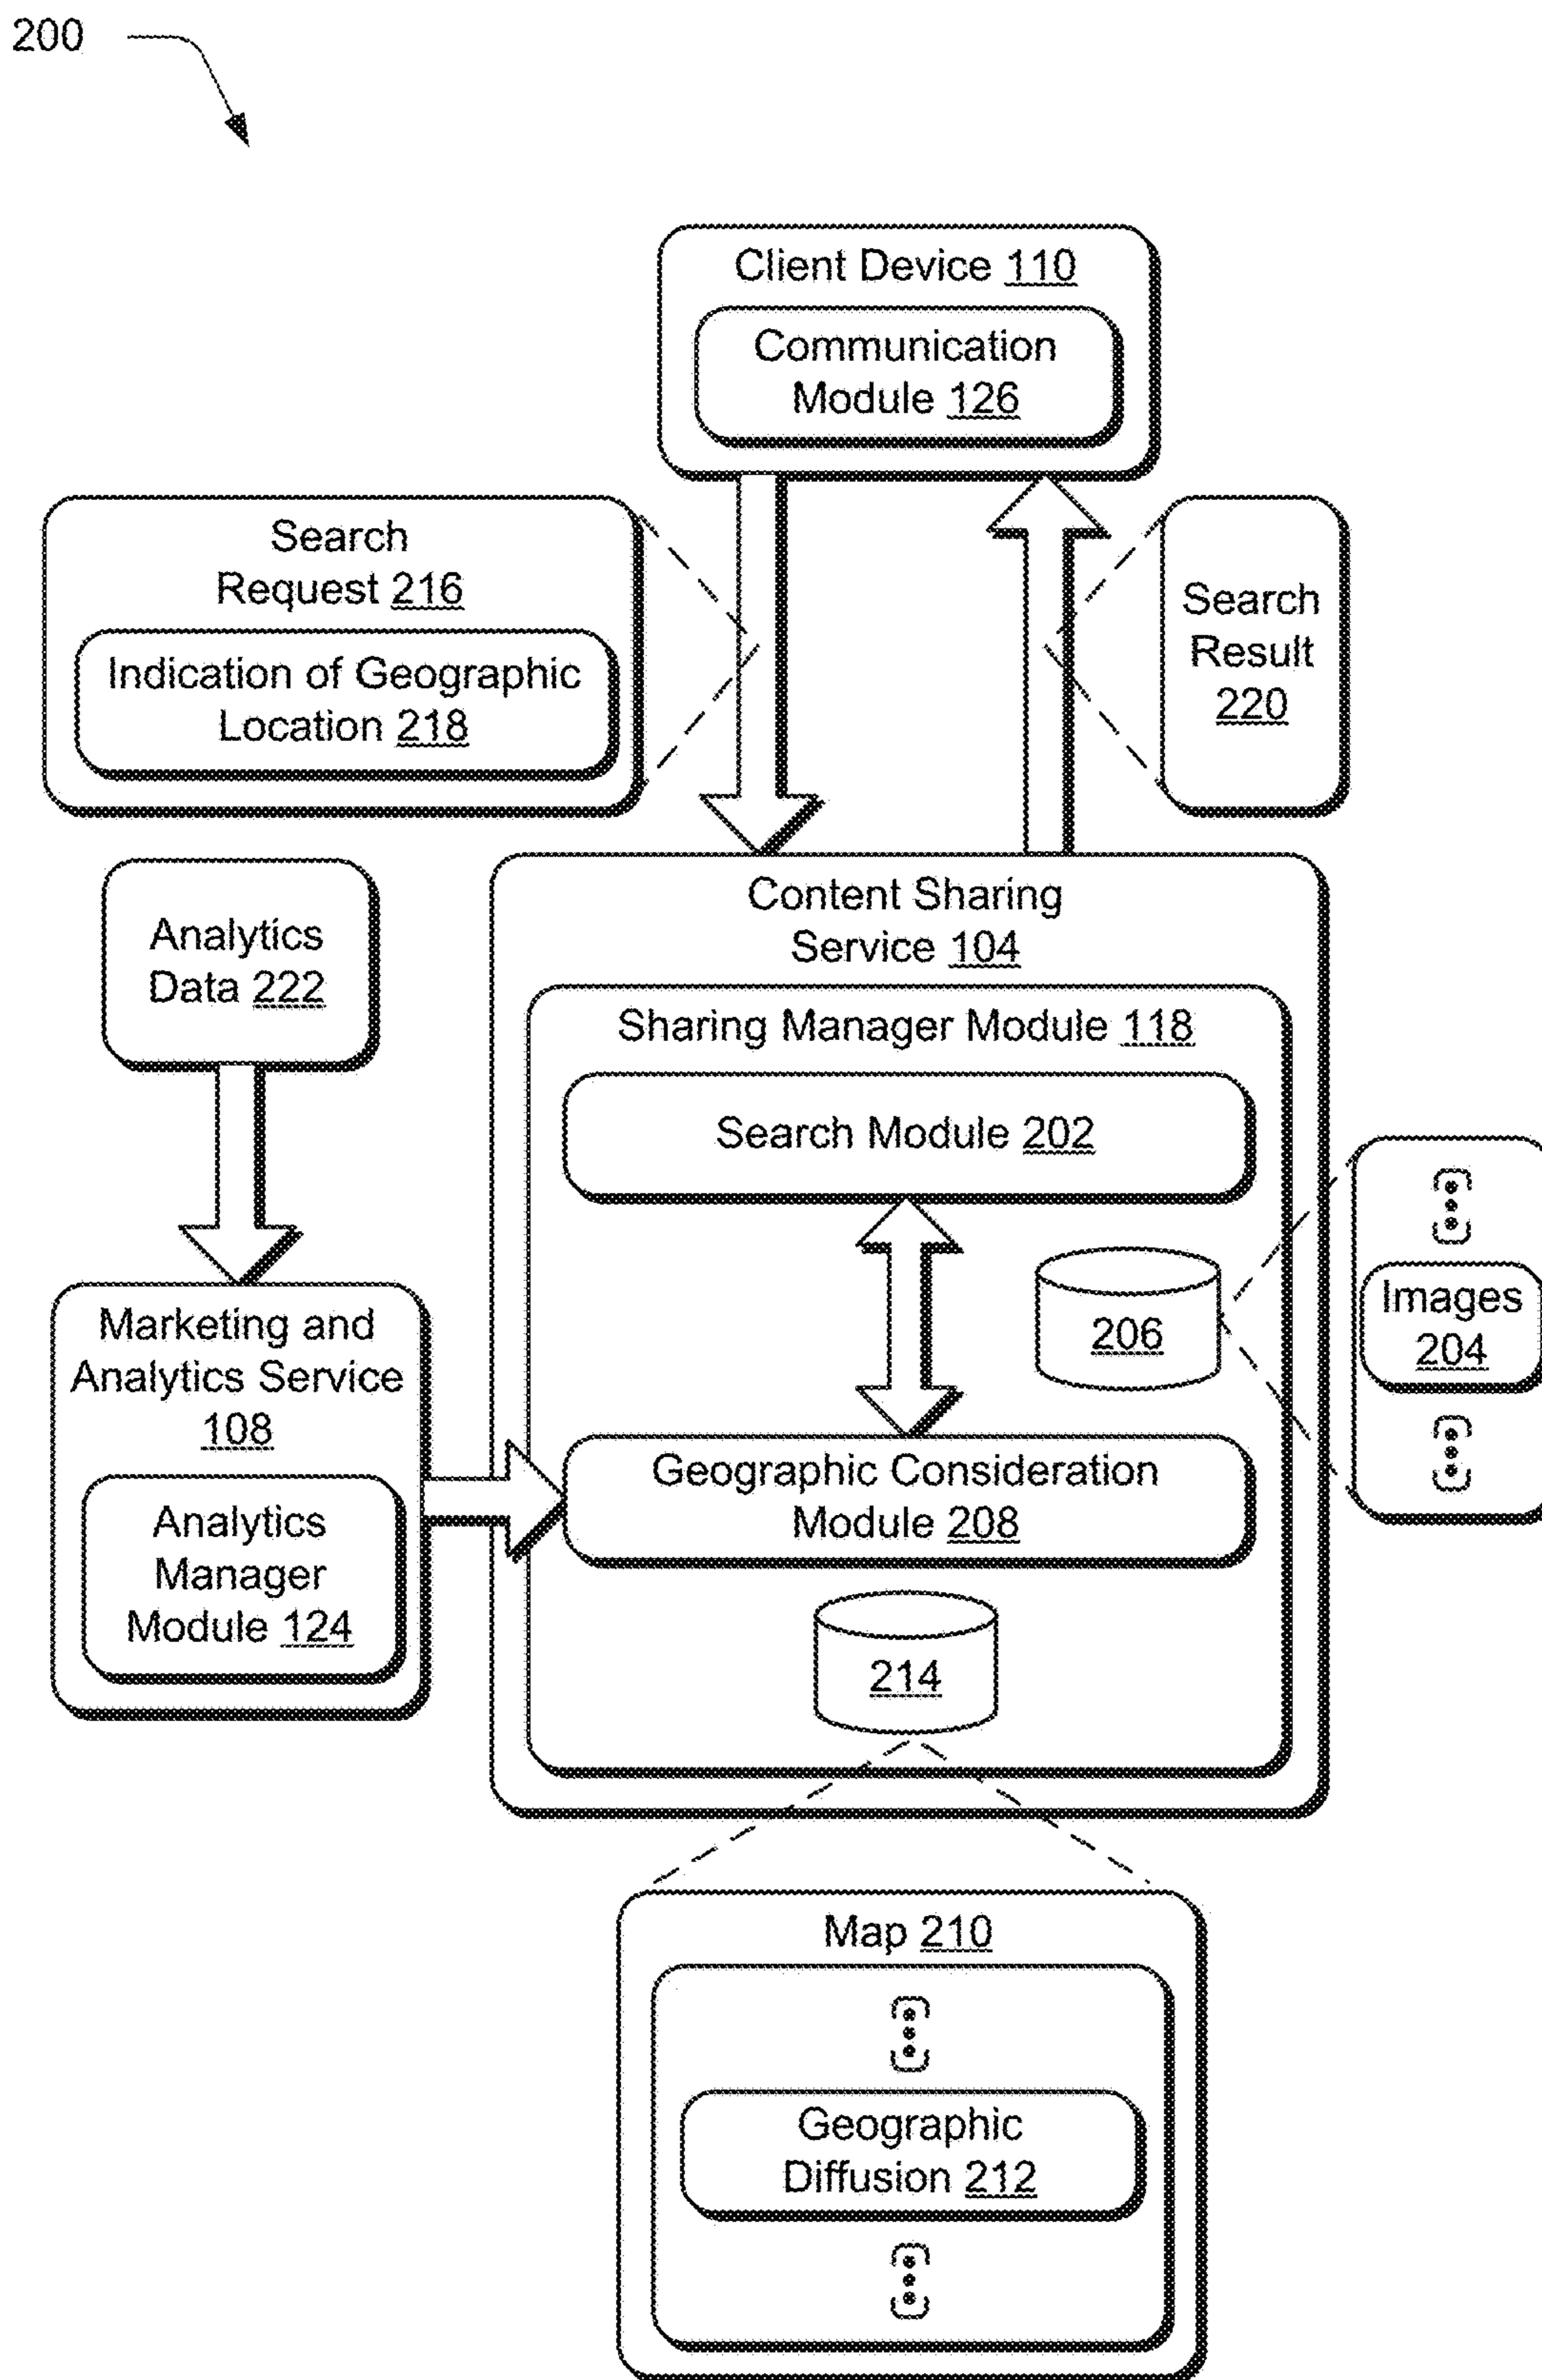 200
Client Device 110
Communication
Module 126
Search
Request 216
Indication of Geographic
Location 218
Search
Result
220
Analytics
Data 222
Content Sharing
Service 104
Sharing Manager Module 118
Search Module 202
206
Images
204
Marketing and
Analytics Service
108
Analytics
Manager
Module 124
Geographic Consideration
Module 208
214
Map 210
Geographic
Diffusion 212